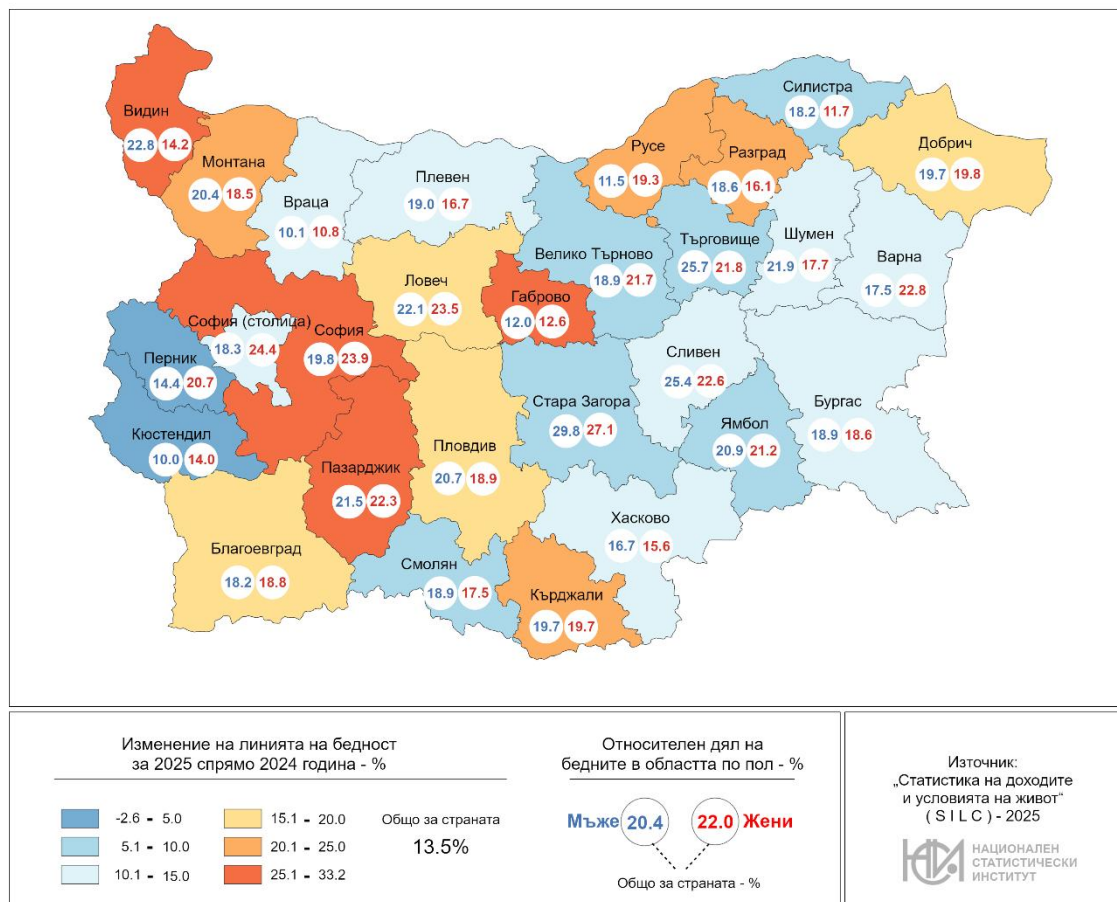 Видин
22.8 14.2
Монтана
20.4 18.5
Враца
10.1 10.8
Плевен
19.0 16.7
Русе
11.5 19.3
Разград
18.6 16.1
Силистра
18.2 11.7
Добрич
19.7 19.8
Велико Търново
18.9 21.7
Търговище
25.7 21.8
Шумен
21.9 17.7
Варна
17.5 22.8
Ловеч
22.1 23.5
Габрово
12.0 12.6
София (столица)
18.3 24.4
София
19.8 23.9
Перник
14.4 20.7
Кюстендил
10.0 14.0
Сливен
25.4 22.6
Стара Загора
29.8 27.1
Ямбол
20.9 21.2
Бургас
18.9 18.6
Пазарджик
21.5 22.3
Пловдив
20.7 18.9
Благоевград
18.2 18.8
Смолян
18.9 17.5
Хасково
16.7 15.6
Кърджали
19.7 19.7
Изменение на линията на бедност
за 2025 спрямо 2024 година - %
-2.6 - 5.0
5.1 - 10.0
10.1 - 15.0
15.1 - 20.0
20.1 - 25.0
25.1 - 33.2
Общо за страната
13.5%
Относителен дял на
бедните в областта по пол - %
Мъже 20.4 22.0 Жени
Общо за страната - %
Източник:
„Статистика на доходите
и условията на живот“
( S I L C ) - 2025
НСИ НАЦИОНАЛЕН
СТАТИСТИЧЕСКИ
ИНСТИТУТ